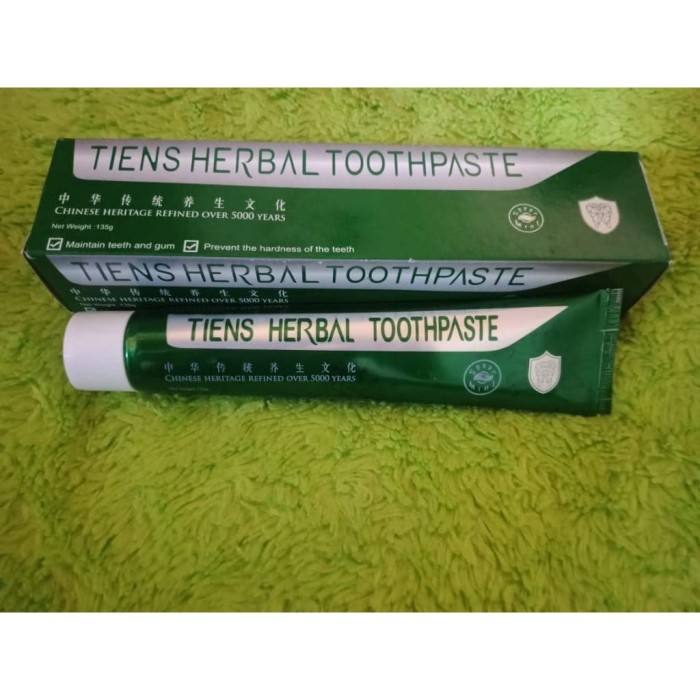 TIENS HERBAL TOOTHPASTE
中华传统养生文化
CHINESE HERITAGE REFINED OVER 5000 YEARS
Net Weight :135g
Maintain teeth and gum
Prevent the hardness of the teeth
TIENS HERBAL TOOTHPASTE
中华传统养生文化
CHINESE HERITAGE REFINED OVER 5000 YEARS
TIENS HERBAL TOOTHPASTE
中华传统养生文化
CHINESE HERITAGE REFINED OVER 5000 YEARS